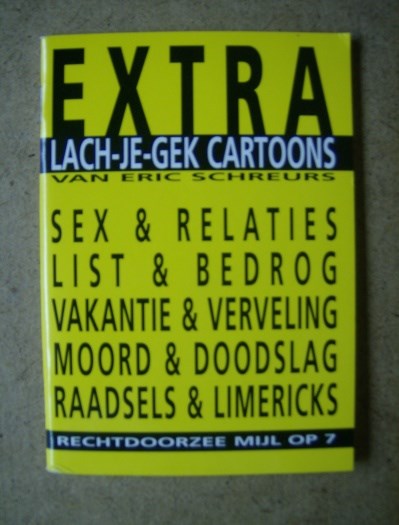 EXTRA
LACH-JE-GEK CARTOONS
VAN ERIC SCHREURS
SEX & RELATIES
LIST & BEDROG
VAKANTIE & VERVELING
MOORD & DOODSLAG
RAADSELS & LIMERICKS
RECHTDOORZEE MIJL OP 7